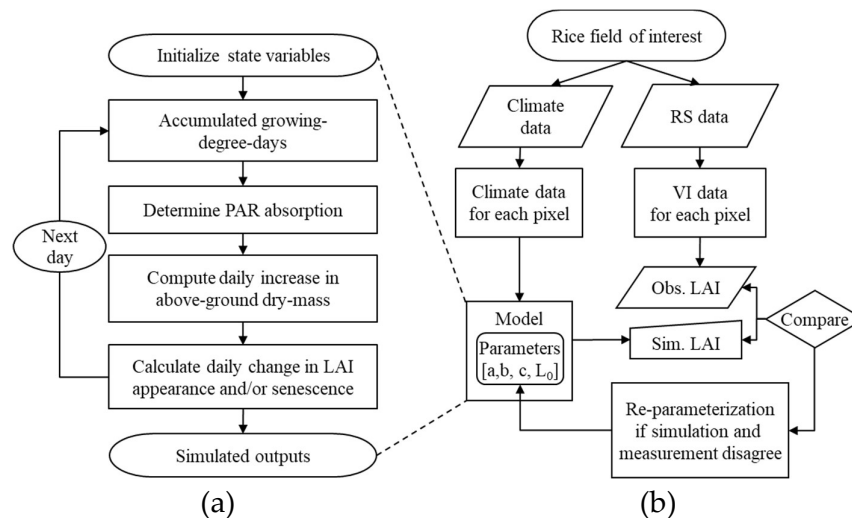 Initialize state variables
Accumulated growing-
degree-days
Determine PAR absorption
Next
day
Compute daily increase in
above-ground dry-mass
Calculate daily change in LAI
appearance and/or senescence
Simulated outputs
(a)
Rice field of interest
Climate
data
RS data
Climate data
for each pixel
VI data
for each pixel
Obs. LAI
Compare
Model
Parameters
[a,b, c, L₀]
Sim. LAI
Re-parameterization
if simulation and
measurement disagree
(b)